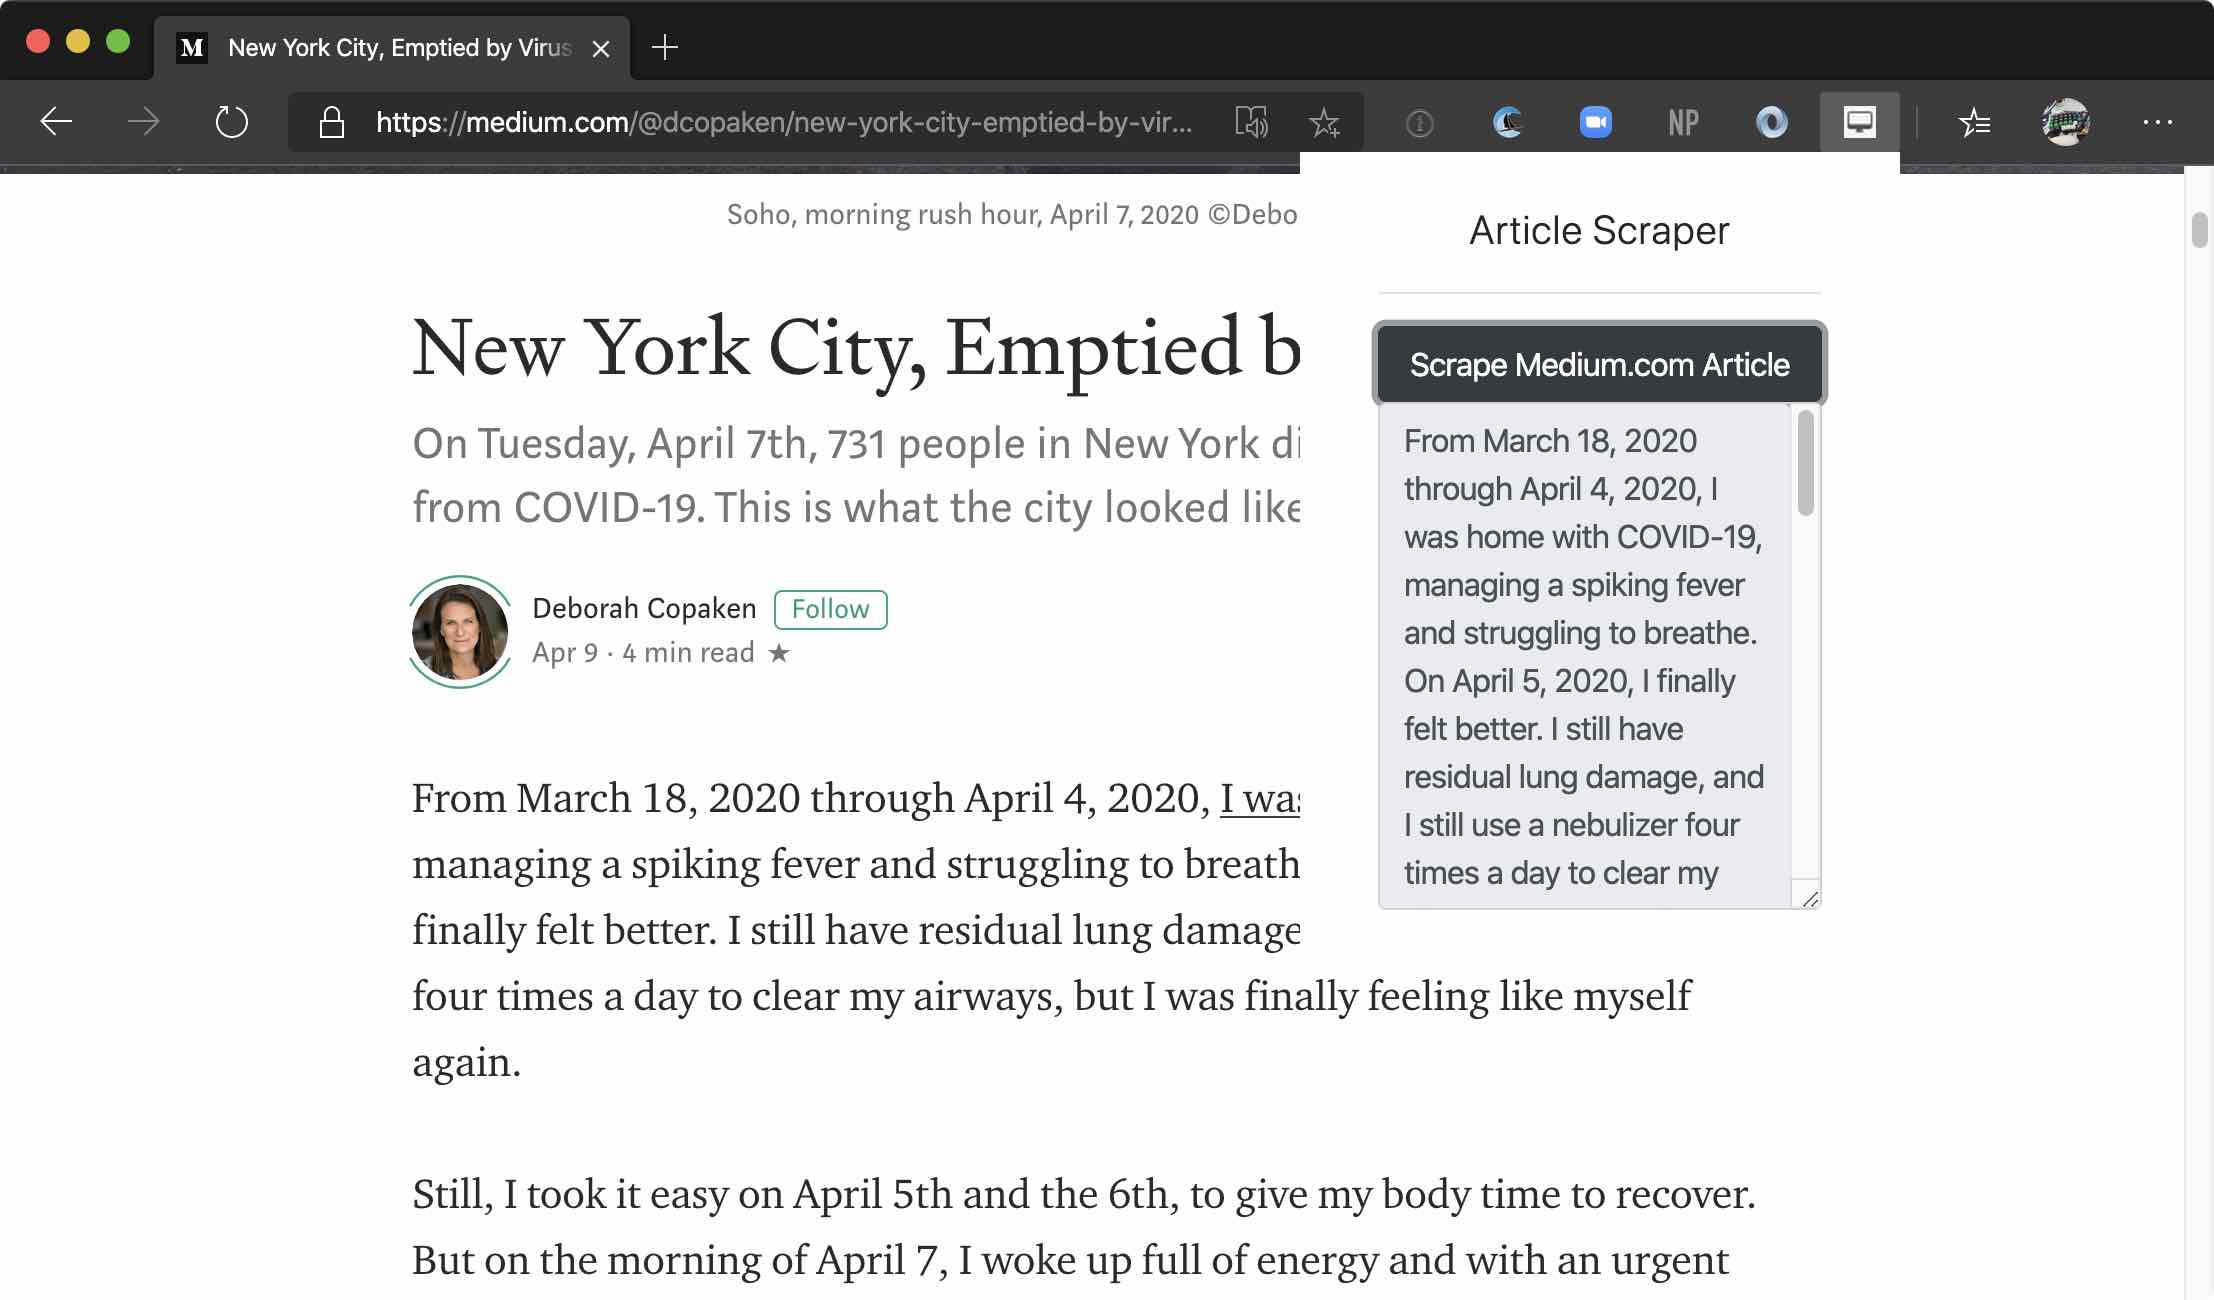 M New York City, Emptied by Virus
https://medium.com/@dcopaken/new-york-city-emptied-by-vir...
NP
Soho, morning rush hour, April 7, 2020 ©Debo
New York City, Emptied b
On Tuesday, April 7th, 731 people in New York di
from COVID-19. This is what the city looked like
Deborah Copaken Follow
Apr 9 · 4 min read ★
From March 18, 2020 through April 4, 2020, I was
managing a spiking fever and struggling to breath
finally felt better. I still have residual lung damage
four times a day to clear my airways, but I was finally feeling like myself
again.
Still, I took it easy on April 5th and the 6th, to give my body time to recover.
But on the morning of April 7, I woke up full of energy and with an urgent
Article Scraper
Scrape Medium.com Article
From March 18, 2020
through April 4, 2020, I
was home with COVID-19,
managing a spiking fever
and struggling to breathe.
On April 5, 2020, I finally
felt better. I still have
residual lung damage, and
I still use a nebulizer four
times a day to clear my